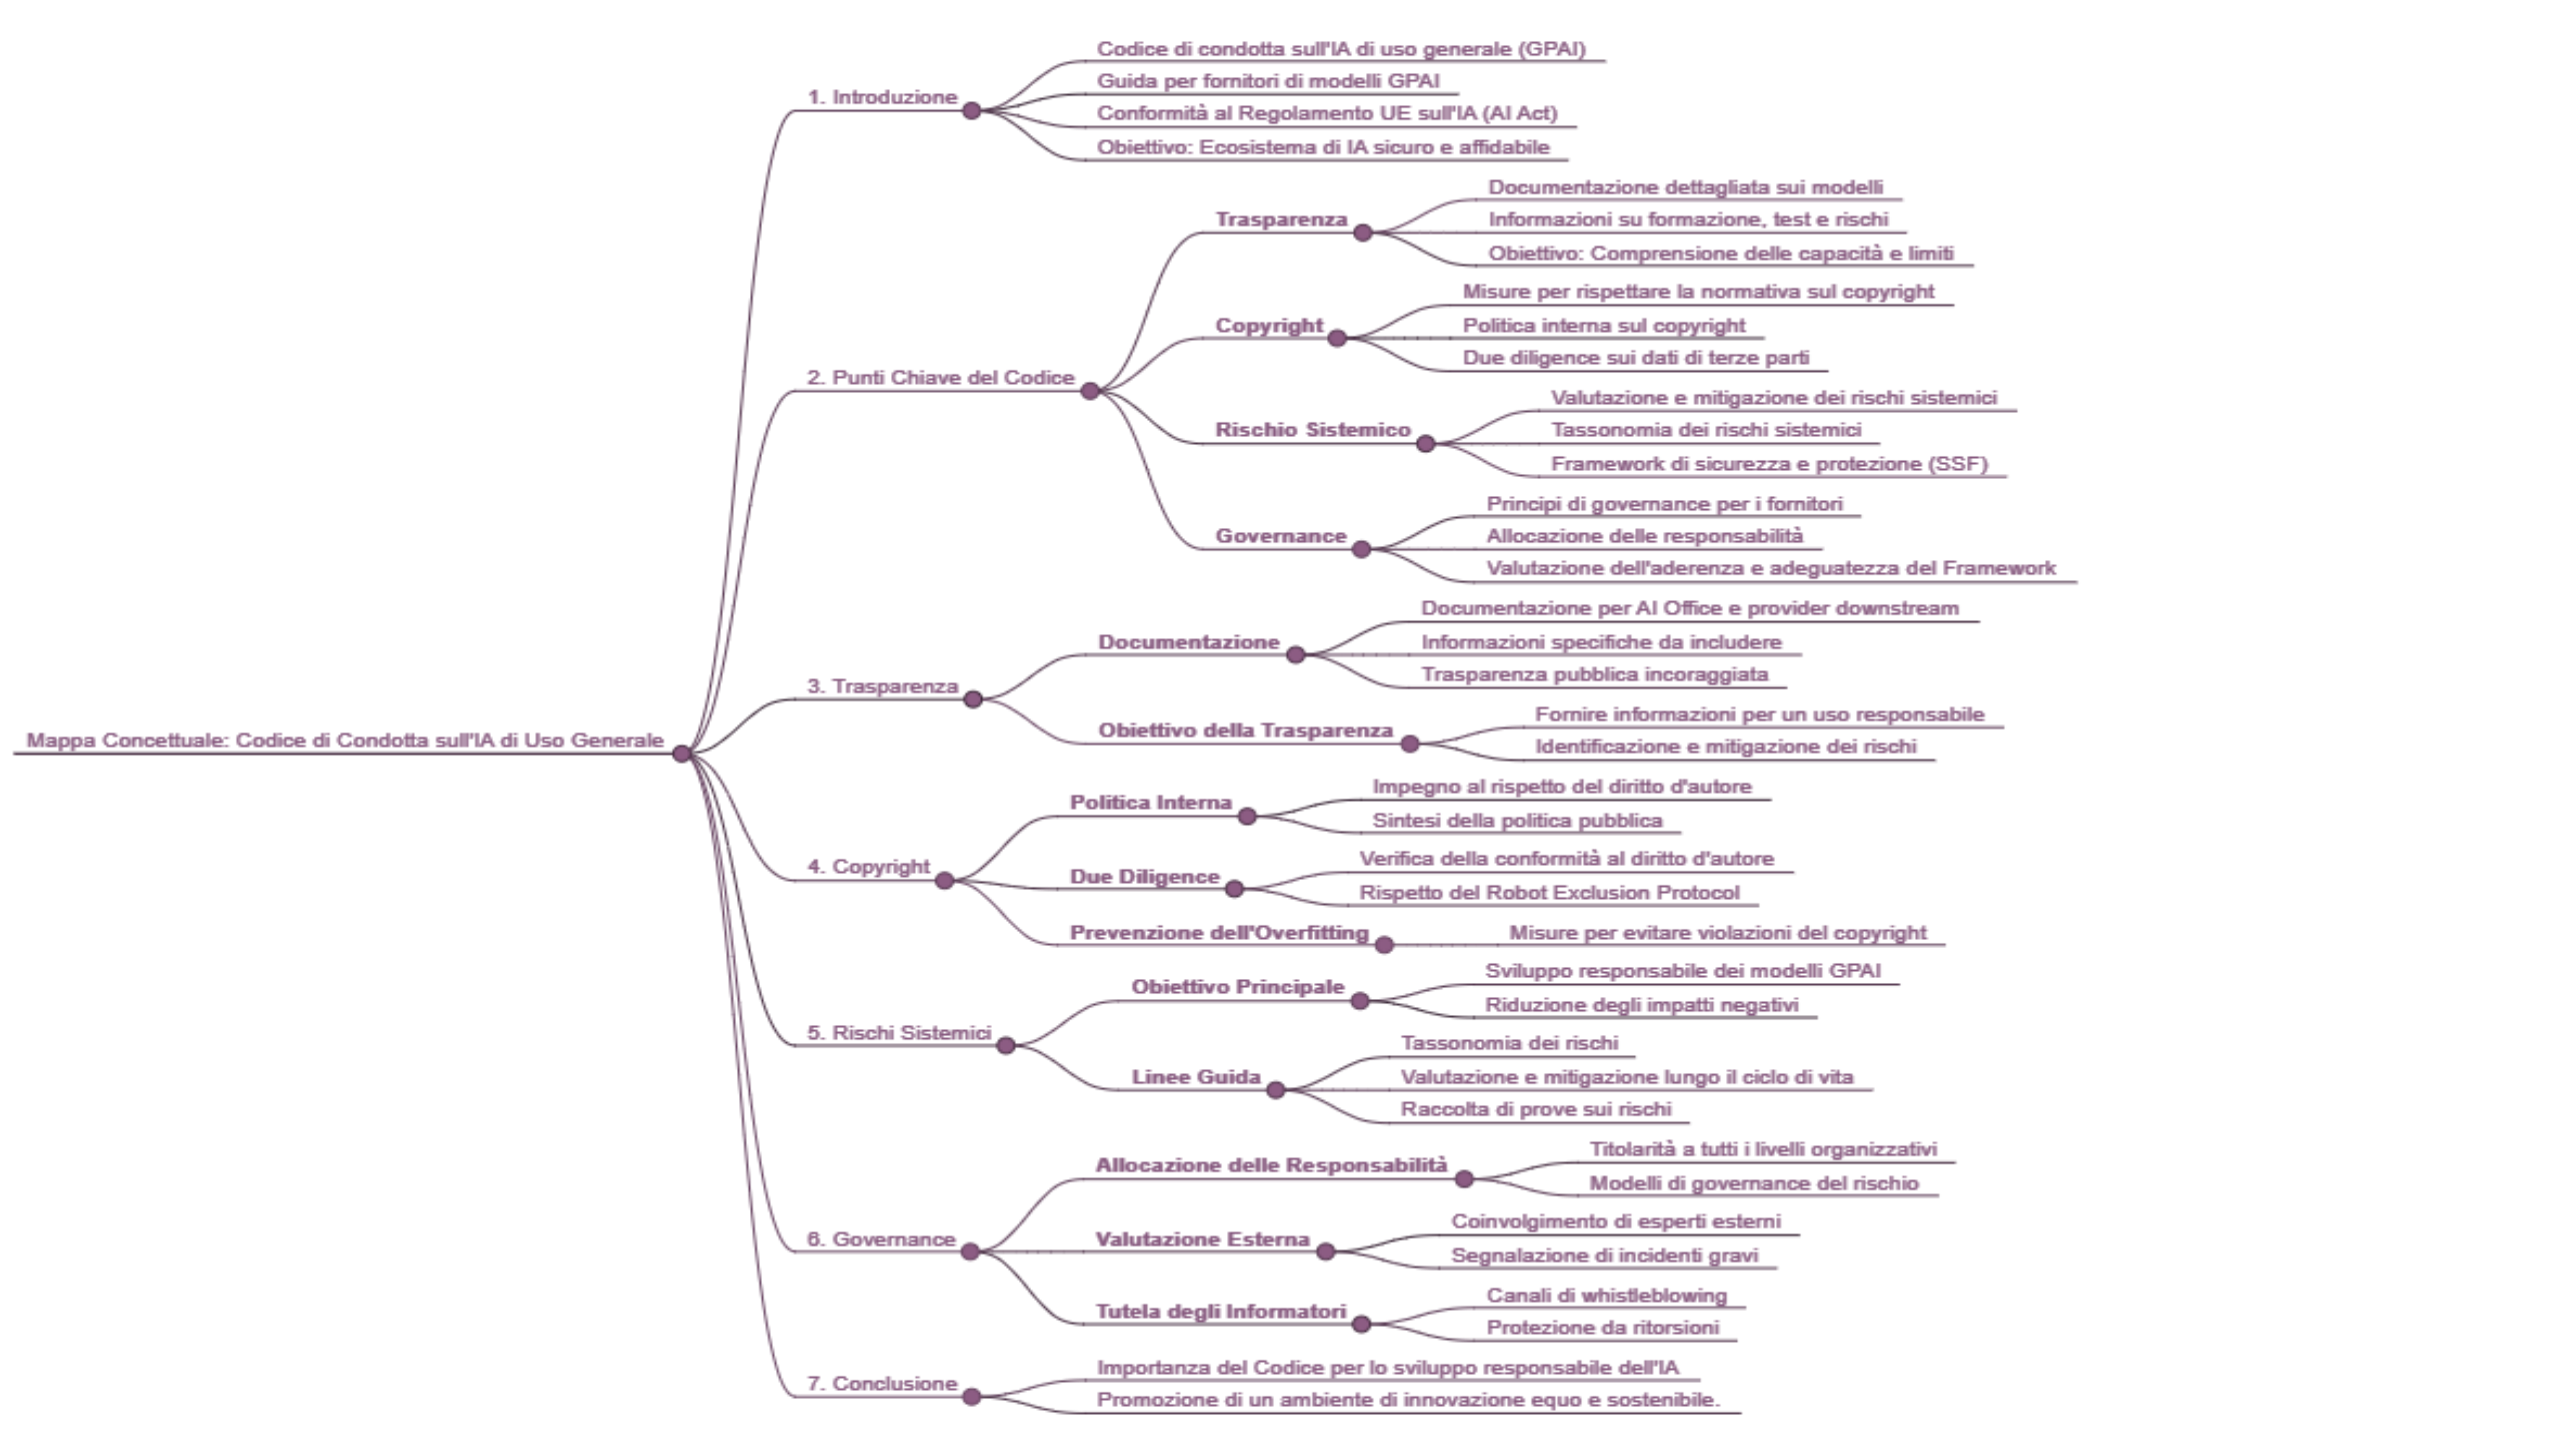 Mappa Concettuale: Codice di Condotta sull'IA di Uso Generale
1. Introduzione
Codice di condotta sull'IA di uso generale (GPAI)
Guida per fornitori di modelli GPAI
Conformità al Regolamento UE sull'IA (AI Act)
Obiettivo: Ecosistema di IA sicuro e affidabile
2. Punti Chiave del Codice
Trasparenza
Documentazione dettagliata sui modelli
Informazioni su formazione, test e rischi
Obiettivo: Comprensione delle capacità e limiti
Copyright
Misure per rispettare la normativa sul copyright
Politica interna sul copyright
Due diligence sui dati di terze parti
Rischio Sistemico
Valutazione e mitigazione dei rischi sistemici
Tassonomia dei rischi sistemici
Framework di sicurezza e protezione (SSF)
Governance
Principi di governance per i fornitori
Allocazione delle responsabilità
Valutazione dell'aderenza e adeguatezza del Framework
3. Trasparenza
Documentazione
Documentazione per AI Office e provider downstream
Informazioni specifiche da includere
Trasparenza pubblica incoraggiata
Obiettivo della Trasparenza
Fornire informazioni per un uso responsabile
Identificazione e mitigazione dei rischi
4. Copyright
Politica Interna
Impegno al rispetto del diritto d'autore
Sintesi della politica pubblica
Due Diligence
Verifica della conformità al diritto d'autore
Rispetto del Robot Exclusion Protocol
Prevenzione dell'Overfitting
Misure per evitare violazioni del copyright
5. Rischi Sistemici
Obiettivo Principale
Sviluppo responsabile dei modelli GPAI
Riduzione degli impatti negativi
Linee Guida
Tassonomia dei rischi
Valutazione e mitigazione lungo il ciclo di vita
Raccolta di prove sui rischi
6. Governance
Allocazione delle Responsabilità
Titolarità a tutti i livelli organizzativi
Modelli di governance del rischio
Valutazione Esterna
Coinvolgimento di esperti esterni
Segnalazione di incidenti gravi
Tutela degli Informatori
Canali di whistleblowing
Protezione da ritorsioni
7. Conclusione
Importanza del Codice per lo sviluppo responsabile dell'IA
Promozione di un ambiente di innovazione equo e sostenibile.